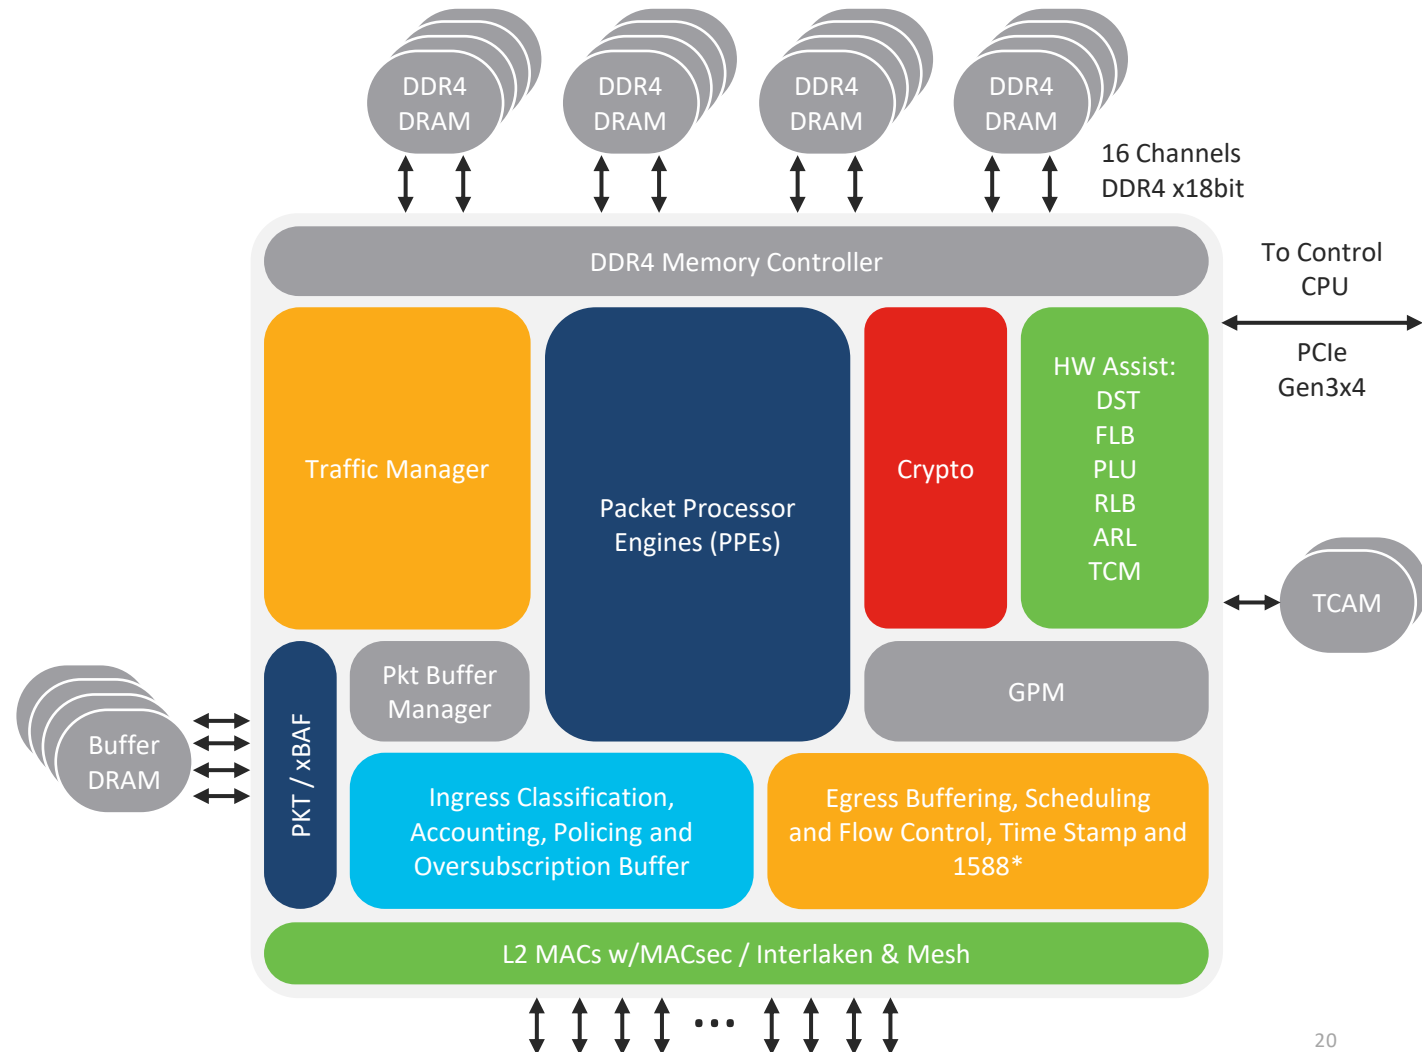 DDR4
DRAM
DDR4
DRAM
DDR4
DRAM
DDR4
DRAM
16 Channels
DDR4 x18bit
DDR4 Memory Controller
To Control
CPU
PCIe
Gen3x4
Traffic Manager
Packet Processor
Engines (PPEs)
Crypto
HW Assist:
DST
FLB
PLU
RLB
ARL
TCM
TCAM
Buffer
DRAM
PKT / xBAF
Pkt Buffer
Manager
GPM
Ingress Classification,
Accounting, Policing and
Oversubscription Buffer
Egress Buffering, Scheduling
and Flow Control, Time Stamp and
1588*
L2 MACs w/MACsec / Interlaken & Mesh
...
20